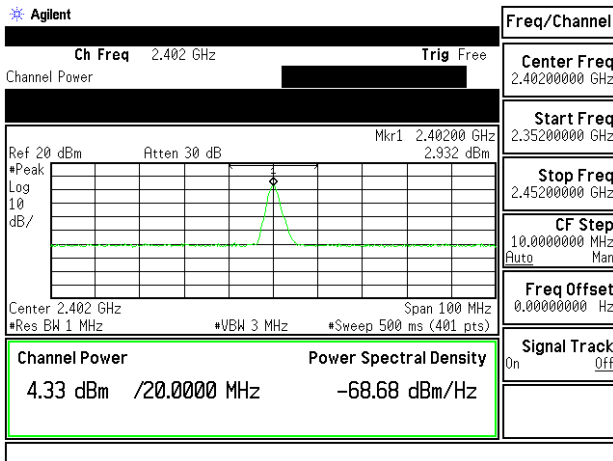 Agilent
Freq/Channel
Ch Freq 2.402 GHz Trig Free
Channel Power
Center Freq
2.40200000 GHz
Start Freq
2.35200000 GHz
Stop Freq
2.45200000 GHz
CF Step
10.0000000 MHz
Auto Man
Freq Offset
0.00000000 Hz
Signal Track
On Off
Mkr1 2.40200 GHz
Ref 20 dBm Atten 30 dB 2.932 dBm
#Peak
Log
10
dB/
1
Center 2.402 GHz Span 100 MHz
#Res BW 1 MHz #VBW 3 MHz #Sweep 500 ms (401 pts)
Channel Power Power Spectral Density
4.33 dBm /20.0000 MHz -68.68 dBm/Hz